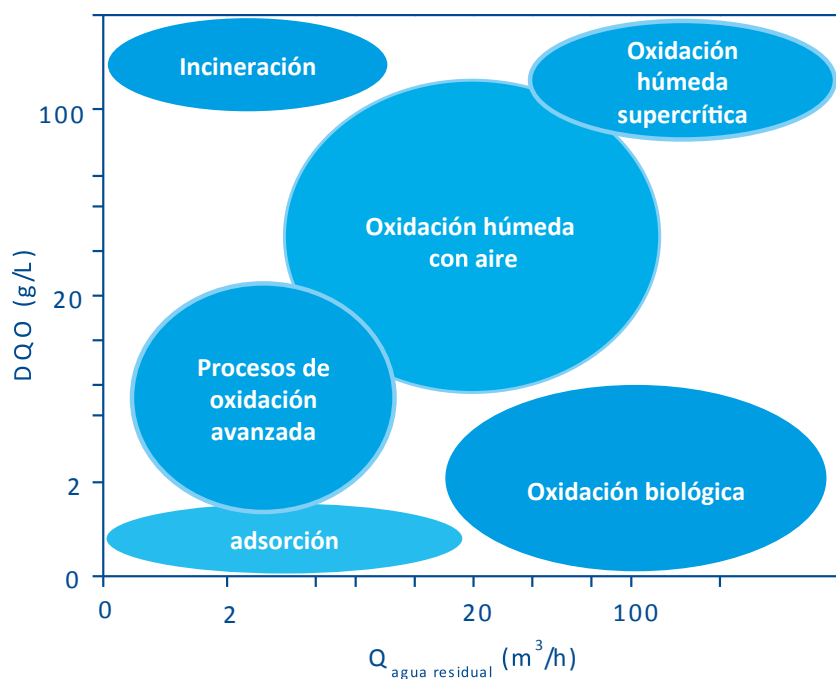 Incineración
Oxidación
húmeda
supercrítica
100
Oxidación húmeda
con aire
DQO (g/L)
20
Procesos de
oxidación
avanzada
2
Oxidación biológica
adsorción
0
0
2
20
100
Q agua residual (m³/h)